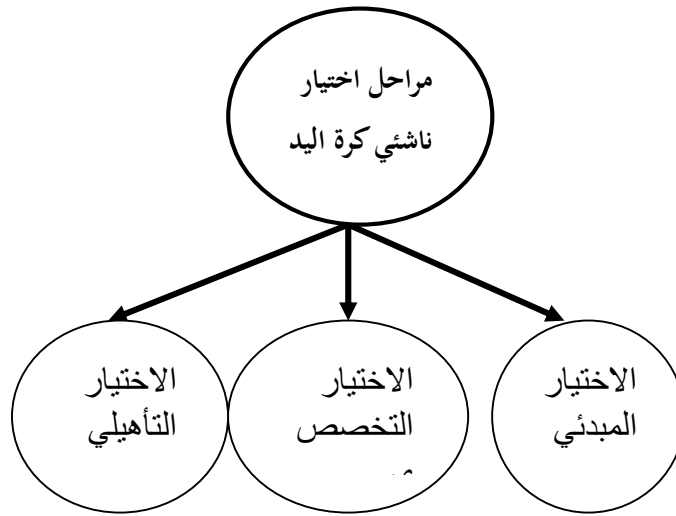 مراحل اختيار
ناشئي كرة اليد
الاختيار
المبدئي
الاختيار
التخصص
الاختيار
التأهيلي